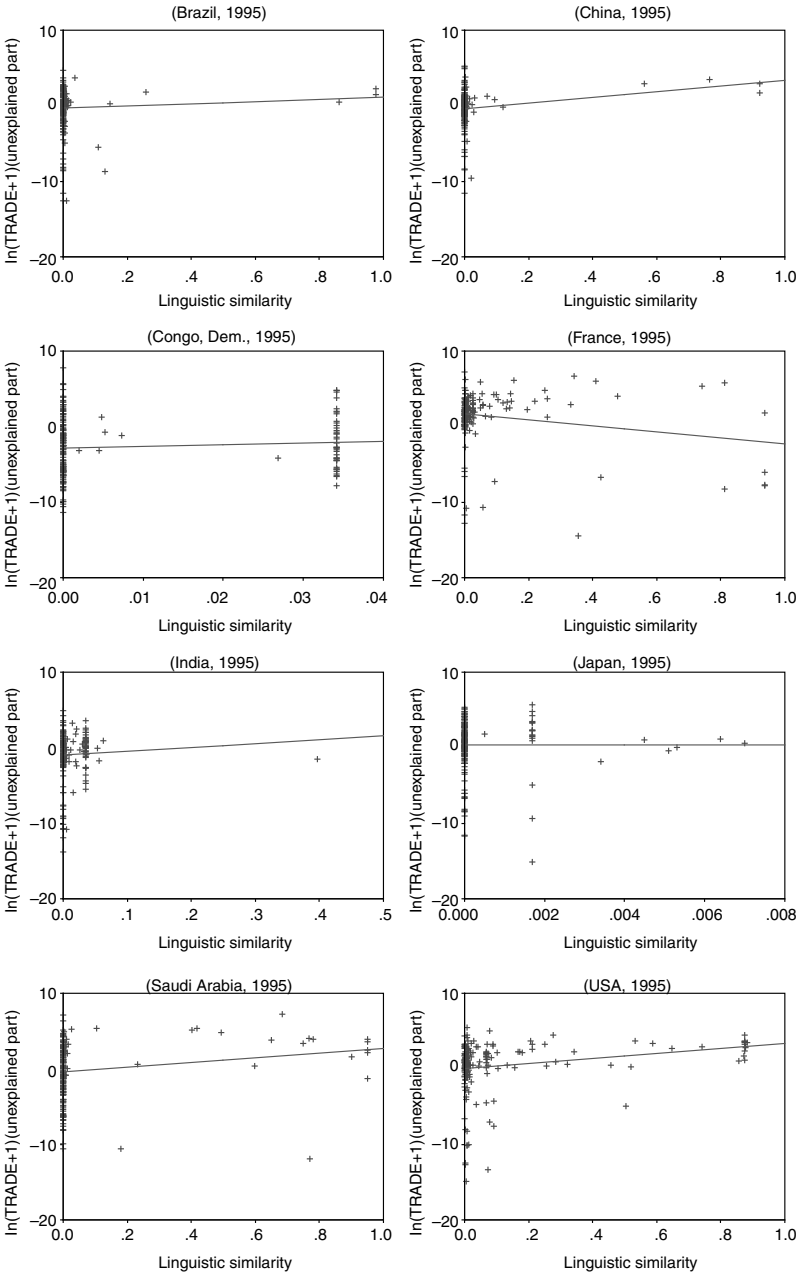 (Brazil, 1995)
10
0
−10
−20
ln(TRADE+1)(unexplained part)
0.0 .2 .4 .6 .8 1.0
Linguistic similarity
(China, 1995)
10
0
−10
−20
ln(TRADE+1)(unexplained part)
0.0 .2 .4 .6 .8 1.0
Linguistic similarity
(Congo, Dem., 1995)
10
0
−10
−20
ln(TRADE+1)(unexplained part)
0.00 .01 .02 .03 .04
Linguistic similarity
(France, 1995)
10
0
−10
−20
ln(TRADE+1)(unexplained part)
0.0 .2 .4 .6 .8 1.0
Linguistic similarity
(India, 1995)
10
0
−10
−20
ln(TRADE+1)(unexplained part)
0.0 .1 .2 .3 .4 .5
Linguistic similarity
(Japan, 1995)
10
0
−10
−20
ln(TRADE+1)(unexplained part)
0.000 .002 .004 .006 .008
Linguistic similarity
(Saudi Arabia, 1995)
10
0
−10
−20
ln(TRADE+1)(unexplained part)
0.0 .2 .4 .6 .8 1.0
Linguistic similarity
(USA, 1995)
10
0
−10
−20
ln(TRADE+1)(unexplained part)
0.0 .2 .4 .6 .8 1.0
Linguistic similarity